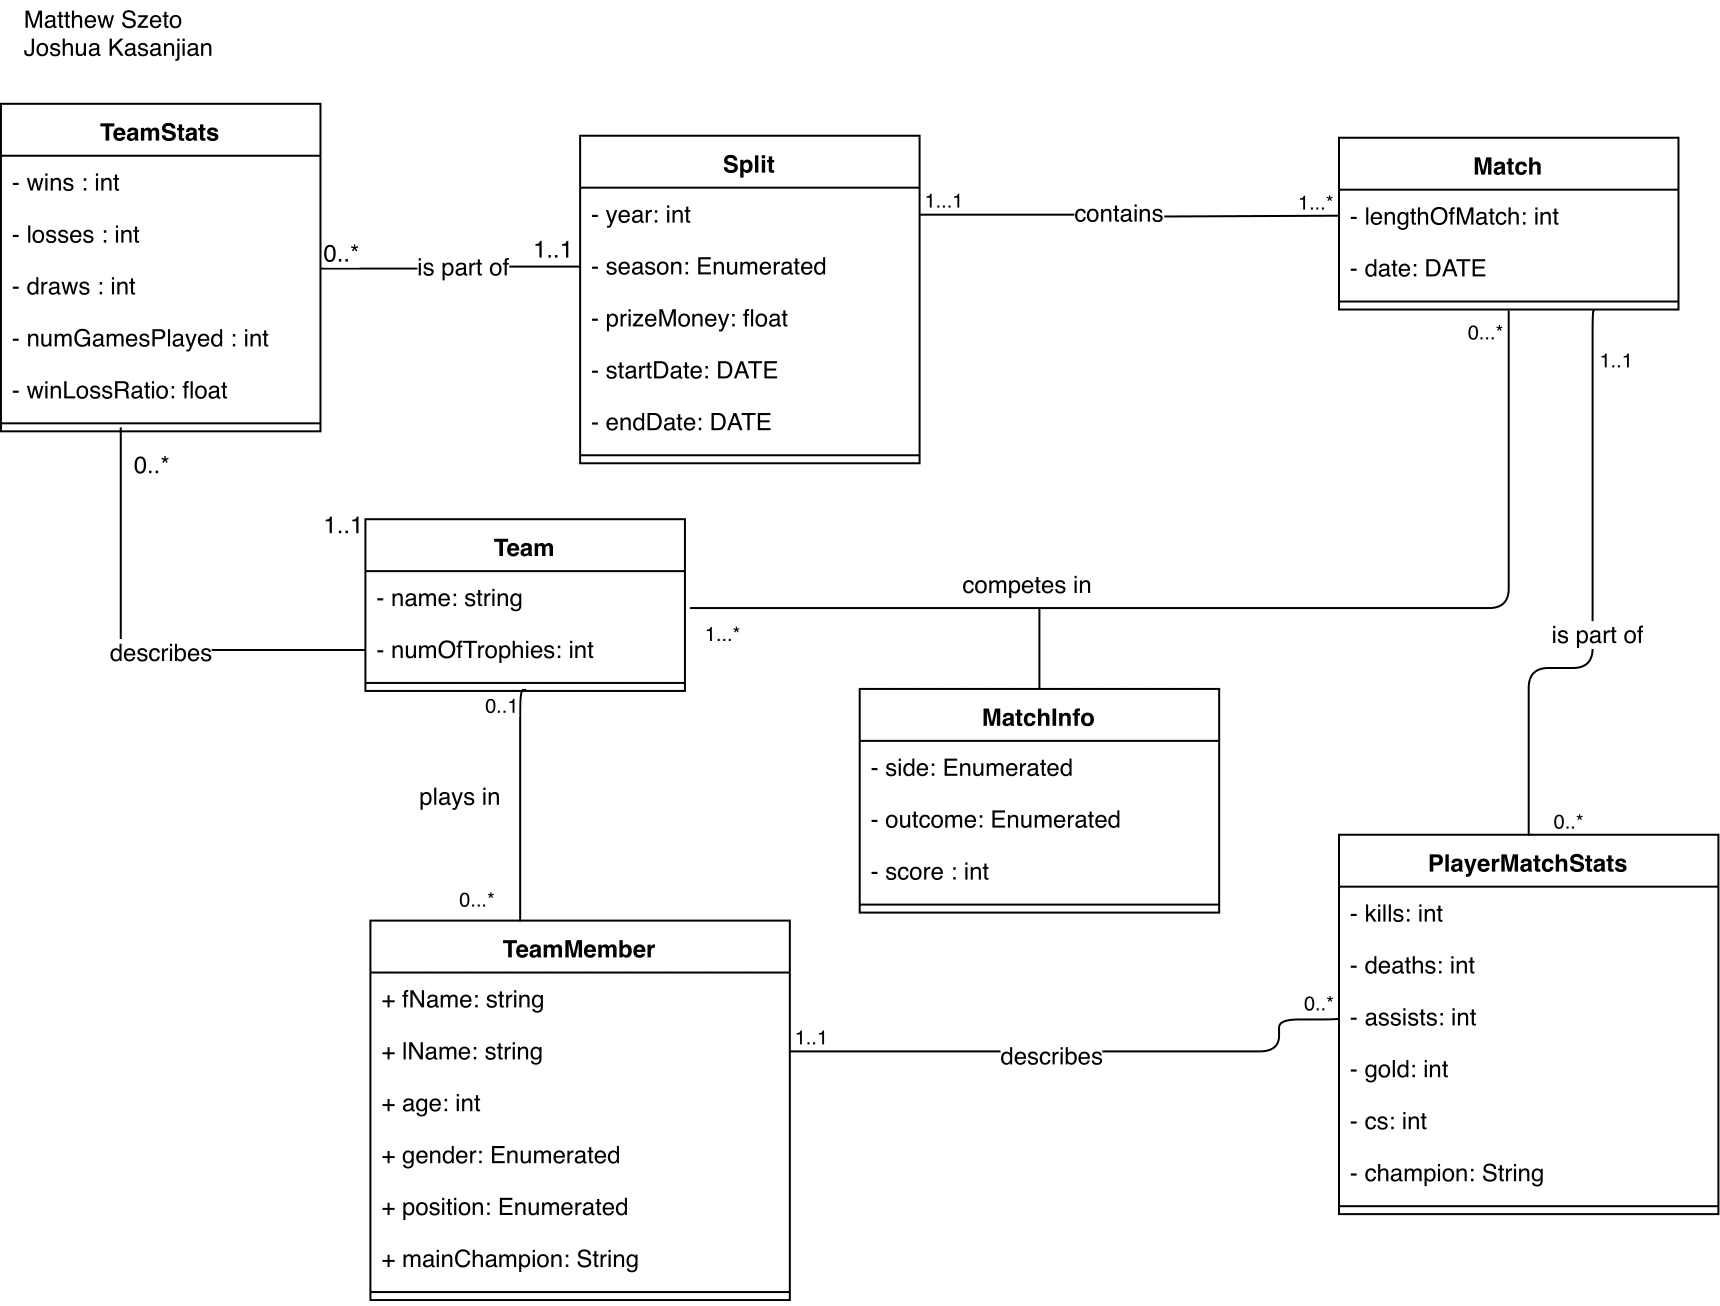 Matthew Szeto
Joshua Kasanjian
TeamStats
- wins : int
- losses : int
- draws : int
- numGamesPlayed : int
- winLossRatio: float
0..*
is part of
1..1
Split
- year: int
- season: Enumerated
- prizeMoney: float
- startDate: DATE
- endDate: DATE
1...1
contains
1...*
Match
- lengthOfMatch: int
- date: DATE
0...*
1..1
0..*
describes
1..1
Team
- name: string
- numOfTrophies: int
competes in
1...*
is part of
0..1
plays in
0...*
MatchInfo
- side: Enumerated
- outcome: Enumerated
- score : int
0..*
PlayerMatchStats
- kills: int
- deaths: int
- assists: int
- gold: int
- cs: int
- champion: String
TeamMember
+ fName: string
+ lName: string
+ age: int
+ gender: Enumerated
+ position: Enumerated
+ mainChampion: String
1..1
describes
0..*